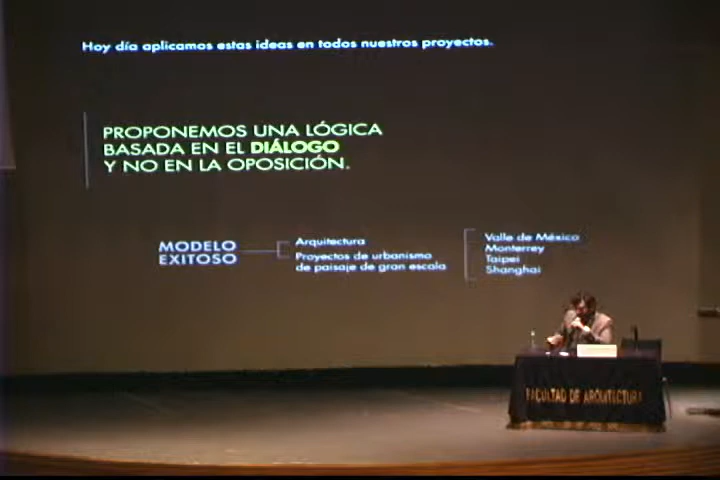 Hoy día aplicamos estas ideas en todos nuestros proyectos.
PROPONEMOS UNA LÓGICA
BASADA EN EL DIÁLOGO
Y NO EN LA OPOSICIÓN.
MODELO
EXITOSO
Arquitectura
Proyectos de urbanismo
de paisaje de gran escala
Valle de México
Monterrey
Taipei
Shanghai
FACULTAD DE ARQUITECTURA